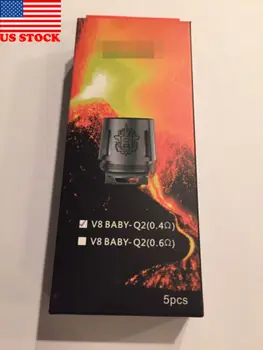 US STOCK
V8 BABY-Q2(0.4Ω)
V8 BABY-Q2(0.6Ω)
5pcs